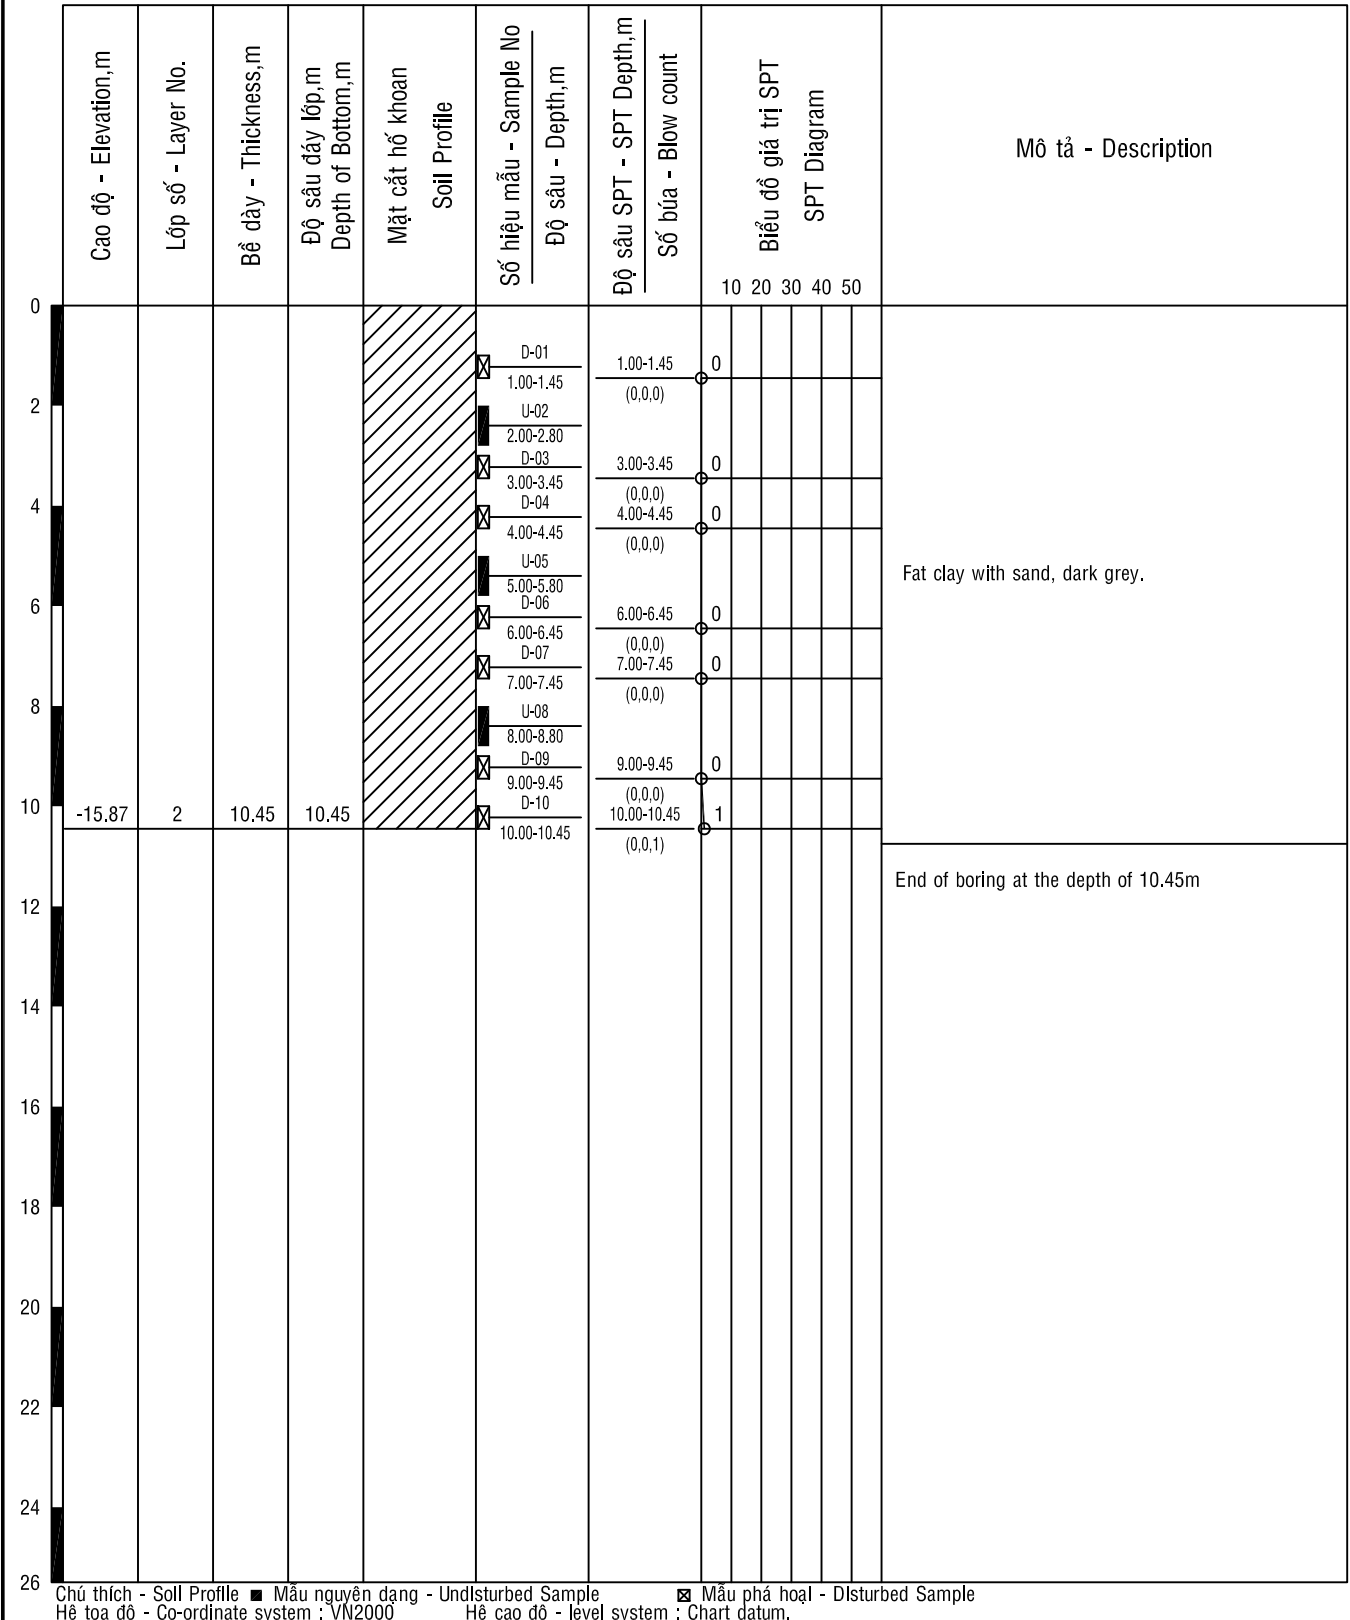 Cao độ - Elevation,m
Lớp số - Layer No.
Bề dày - Thickness,m
Độ sâu đáy lớp,m
Depth of Bottom,m
Mặt cắt hố khoan
Soil Profile
Số hiệu mẫu - Sample No
Độ sâu - Depth,m
Độ sâu SPT - SPT Depth,m
Số búa - Blow count
Biểu đồ giá trị SPT
SPT Diagram
10 20 30 40 50
Mô tả - Description
0
D-01
1.00-1.45
1.00-1.45
(0,0,0)
0
2
U-02
2.00-2.80
D-03
3.00-3.45
3.00-3.45
(0,0,0)
0
4
D-04
4.00-4.45
4.00-4.45
(0,0,0)
0
U-05
5.00-5.80
Fat clay with sand, dark grey.
6
D-06
6.00-6.45
6.00-6.45
(0,0,0)
0
D-07
7.00-7.45
7.00-7.45
(0,0,0)
0
8
U-08
8.00-8.80
D-09
9.00-9.45
9.00-9.45
(0,0,0)
0
10
-15.87 2 10.45 10.45
D-10
10.00-10.45
10.00-10.45
(0,0,1)
1
End of boring at the depth of 10.45m
12
14
16
18
20
22
24
26
Chú thích - Soil Profile Mẫu nguyên dạng - Undisturbed Sample Mẫu phá hoại - Disturbed Sample
Hệ tọa độ - Co-ordinate system : VN2000 Hệ cao độ - level system : Chart datum.